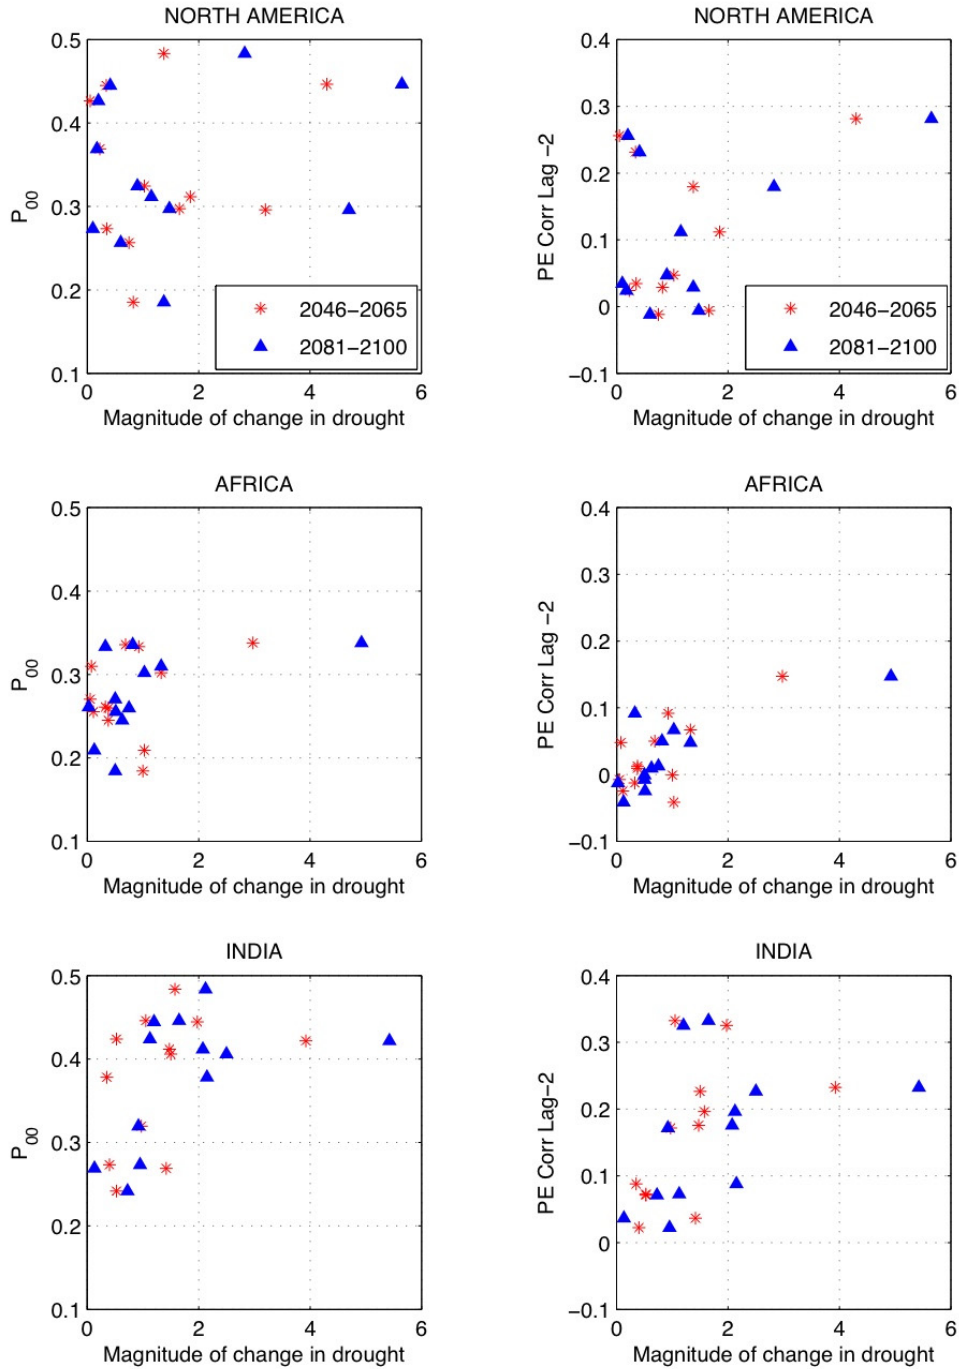 NORTH AMERICA
0.5
0.4
0.3
0.2
0.1
P00
2046−2065
2081−2100
0 2 4 6
Magnitude of change in drought
NORTH AMERICA
0.4
0.3
0.2
0.1
0
−0.1
PE Corr Lag −2
2046−2065
2081−2100
0 2 4 6
Magnitude of change in drought
AFRICA
0.5
0.4
0.3
0.2
0.1
P00
0 2 4 6
Magnitude of change in drought
AFRICA
0.4
0.3
0.2
0.1
0
−0.1
PE Corr Lag −2
0 2 4 6
Magnitude of change in drought
INDIA
0.5
0.4
0.3
0.2
0.1
P00
0 2 4 6
Magnitude of change in drought
INDIA
0.4
0.3
0.2
0.1
0
−0.1
PE Corr Lag−2
0 2 4 6
Magnitude of change in drought